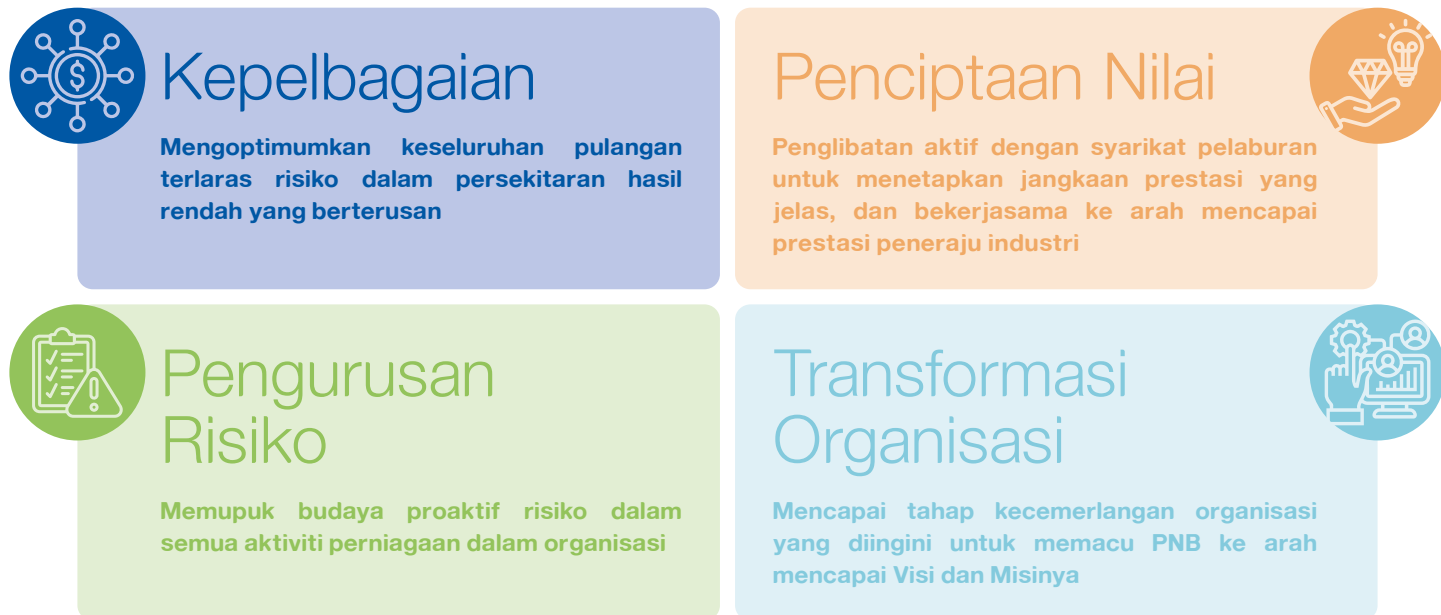 Kepelbagaian
Mengoptimumkan keseluruhan pulangan
terlaras risiko dalam persekitaran hasil
rendah yang berterusan
Penciptaan Nilai
Penglibatan aktif dengan syarikat pelaburan
untuk menetapkan jangkaan prestasi yang
jelas, dan bekerjasama ke arah mencapai
prestasi peneraju industri
Pengurusan
Risiko
Memupuk budaya proaktif risiko dalam
semua aktiviti perniagaan dalam organisasi
Transformasi
Organisasi
Mencapai tahap kecemerlangan organisasi
yang diingini untuk memacu PNB ke arah
mencapai Visi dan Misinya